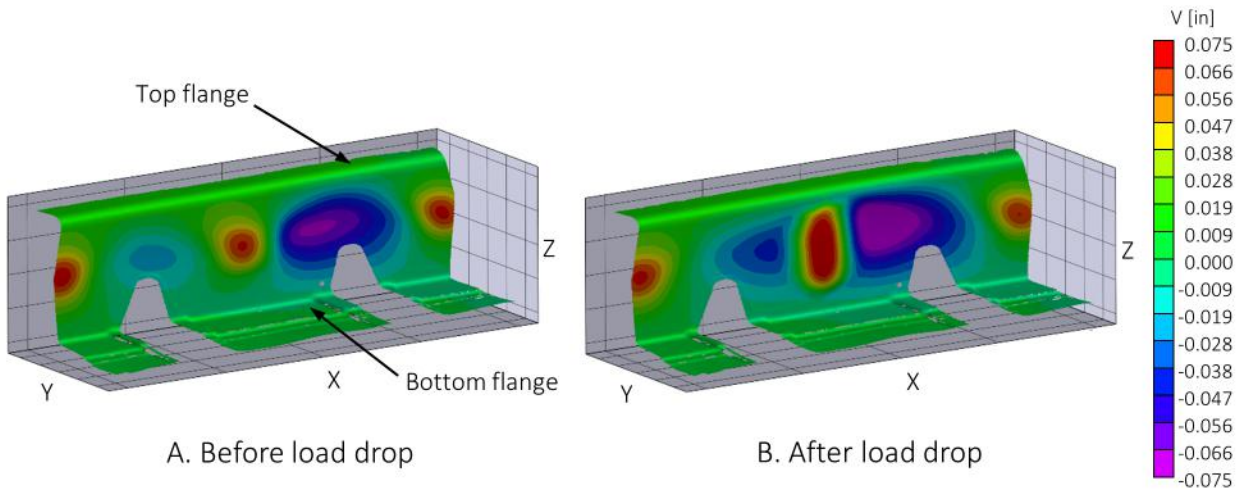 V [in]
0.075
0.066
0.056
0.047
0.038
0.028
0.019
0.009
0.000
-0.009
-0.019
-0.028
-0.038
-0.047
-0.056
-0.066
-0.075
Top flange
Z
Z
Y
X
Bottom flange
Y
X
A. Before load drop
B. After load drop